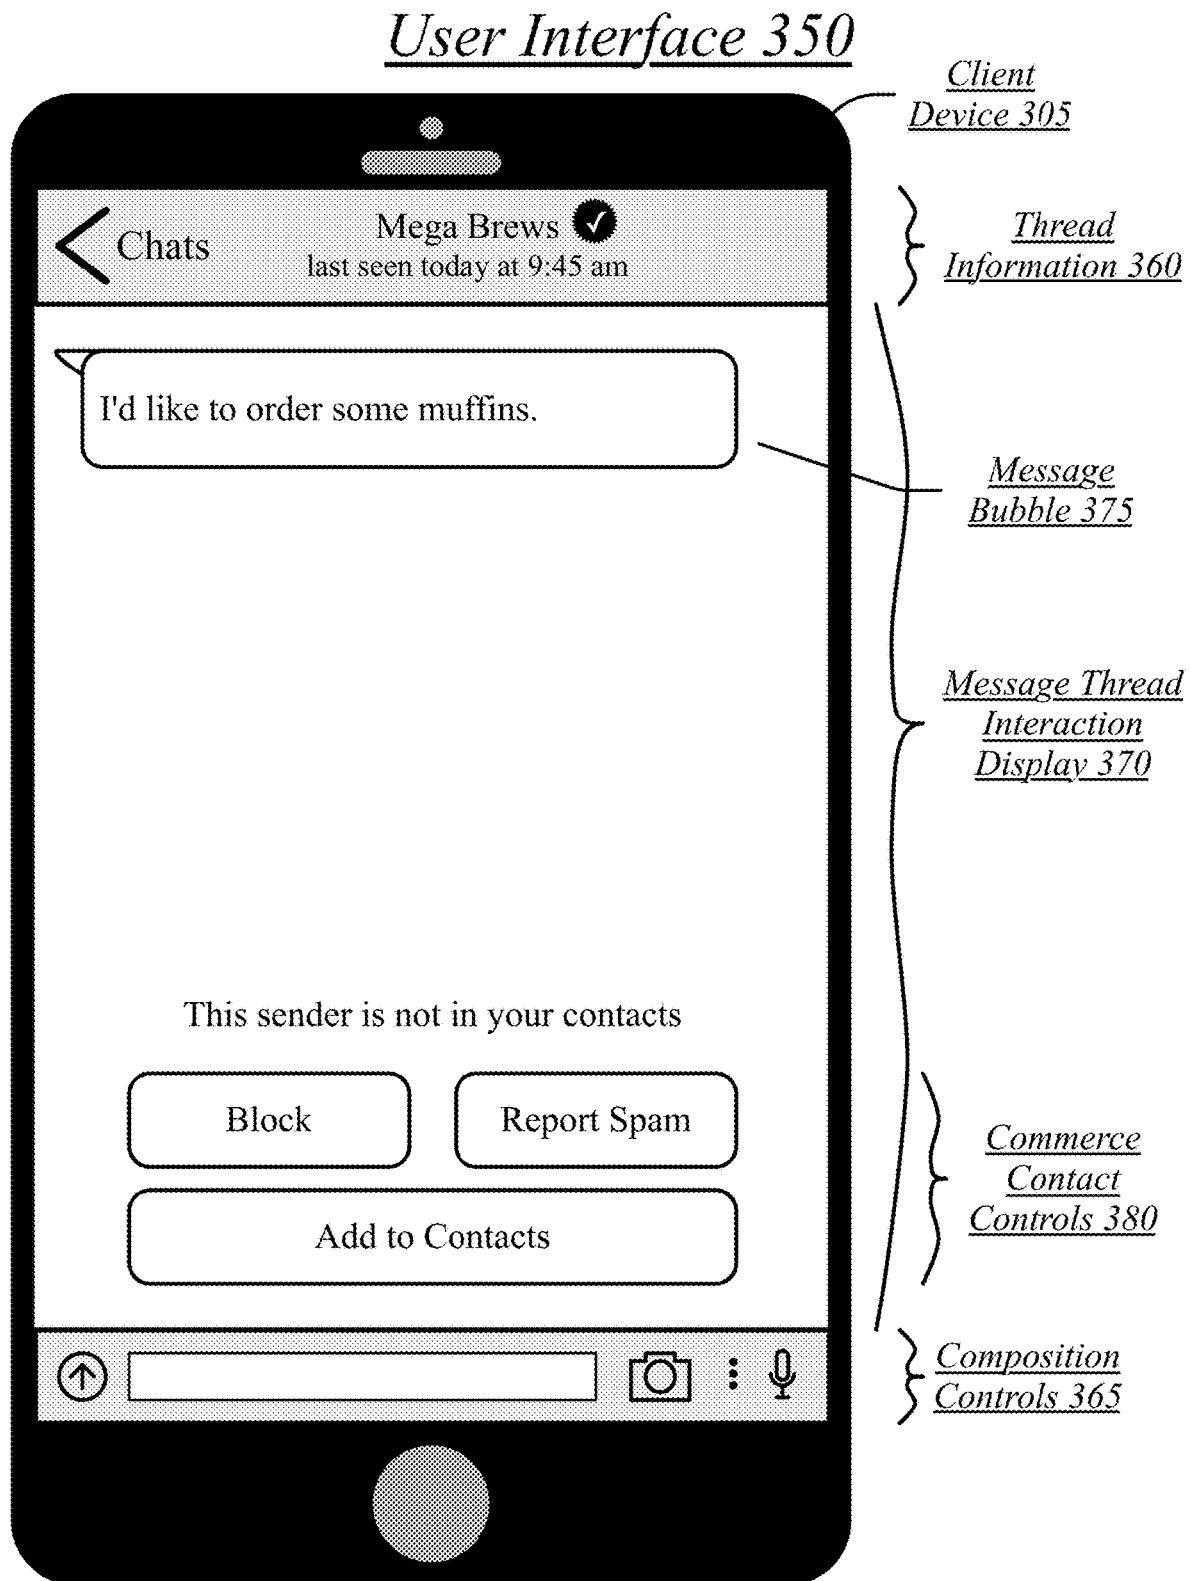 User Interface 350
Client
Device 305
Chats
Mega Brews
last seen today at 9:45 am
Thread
Information 360
I'd like to order some muffins.
Message
Bubble 375
Message Thread
Interaction
Display 370
This sender is not in your contacts
Block
Report Spam
Add to Contacts
Commerce
Contact
Controls 380
Composition
Controls 365